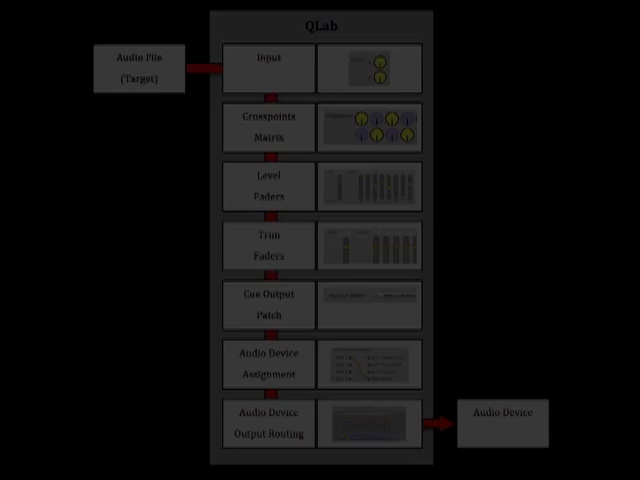 QLab
Audio File
(Target)
Input
Crosspoints
Matrix
Level
Faders
Trim
Faders
Cue Output
Patch
Audio Device
Assignment
Audio Device
Output Routing
Audio Device